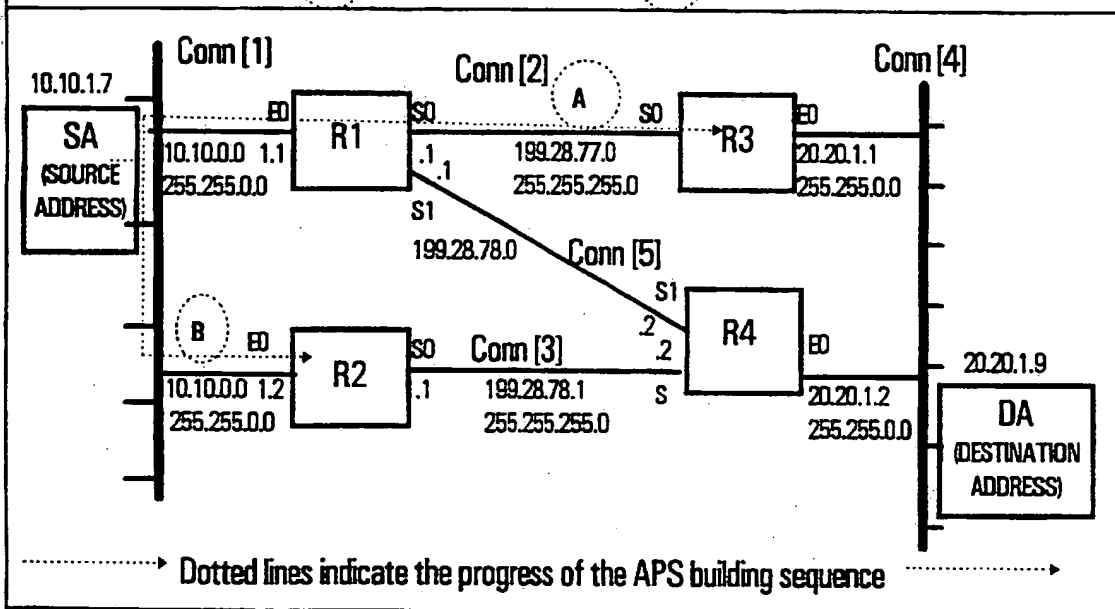 Conn [1]
Conn [2]
Conn [4]
10.10.1.7
A
SA
(SOURCE
ADDRESS)
E0
R1
S0
S0
R3
E0
10.10.0.0 1.1
255.255.0.0
.1
.1
199.28.77.0
255.255.255.0
20.20.1.1
255.255.0.0
S1
199.28.78.0
Conn [5]
S1
.2
R4
B
E0
R2
S0
Conn [3]
.2
E0
10.10.0.0 1.2
255.255.0.0
.1
199.28.78.1
255.255.255.0
S
20.20.1.2
255.255.0.0
20.20.1.9
DA
(DESTINATION
ADDRESS)
Dotted lines indicate the progress of the APS building sequence